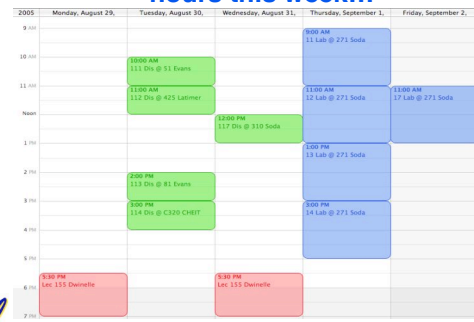 hours this week!!!
2005
Monday, August 29,
Tuesday, August 30,
Wednesday, August 31,
Thursday, September 1,
Friday, September 2,
9 AM
10 AM
11 AM
Noon
1 PM
2 PM
3 PM
4 PM
5 PM
6 PM
7 PM
5:30 PM
Lec 155 Dwinelle
10:00 AM
111 Dis @ 51 Evans
11:00 AM
112 Dis @ 425 Latimer
2:00 PM
113 Dis @ 81 Evans
3:00 PM
114 Dis @ C320 CHEIT
12:00 PM
117 Dis @ 310 Soda
5:30 PM
Lec 155 Dwinelle
9:00 AM
11 Lab @ 271 Soda
11:00 AM
12 Lab @ 271 Soda
1:00 PM
13 Lab @ 271 Soda
3:00 PM
14 Lab @ 271 Soda
11:00 AM
17 Lab @ 271 Soda